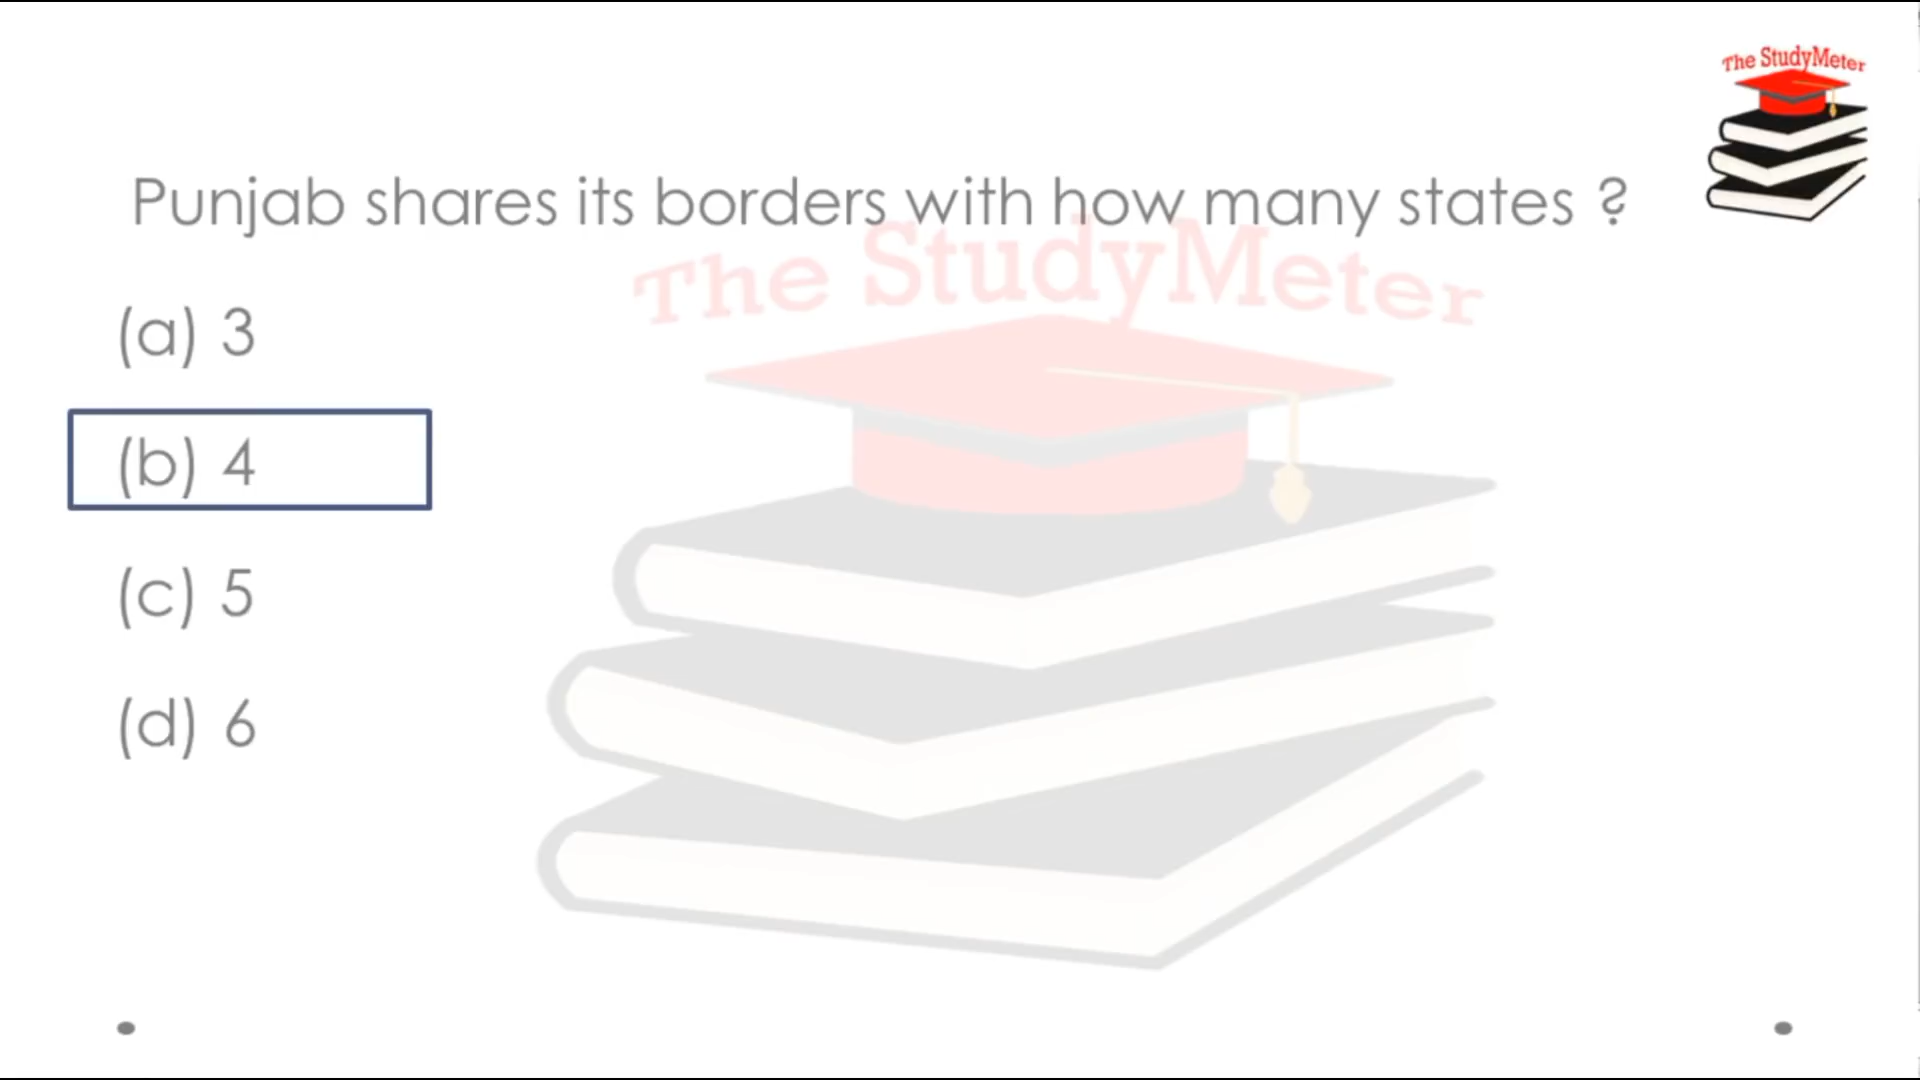 The StudyMeter
Punjab shares its borders with how many states ?
The StudyMeter
(a) 3
(b) 4
(c) 5
(d) 6